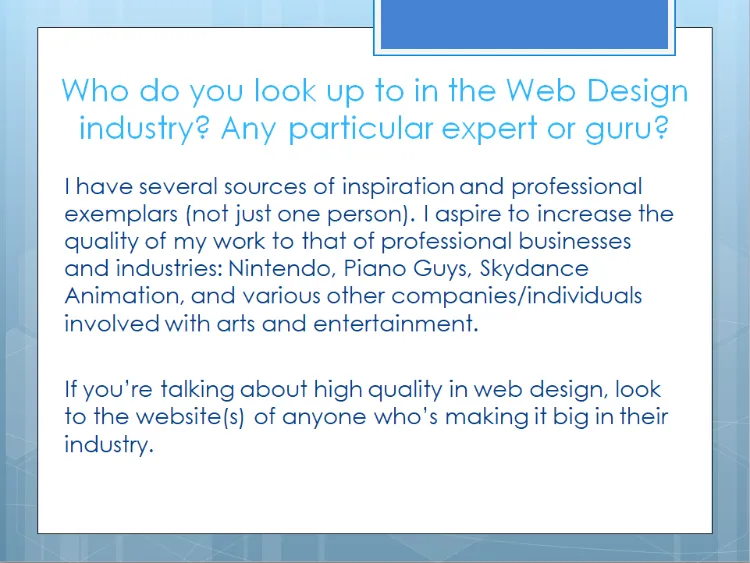 Who do you look up to in the Web Design
industry? Any particular expert or guru?
I have several sources of inspiration and professional
exemplars (not just one person). I aspire to increase the
quality of my work to that of professional businesses
and industries: Nintendo, Piano Guys, Skydance
Animation, and various other companies/individuals
involved with arts and entertainment.
If you’re talking about high quality in web design, look
to the website(s) of anyone who’s making it big in their
industry.